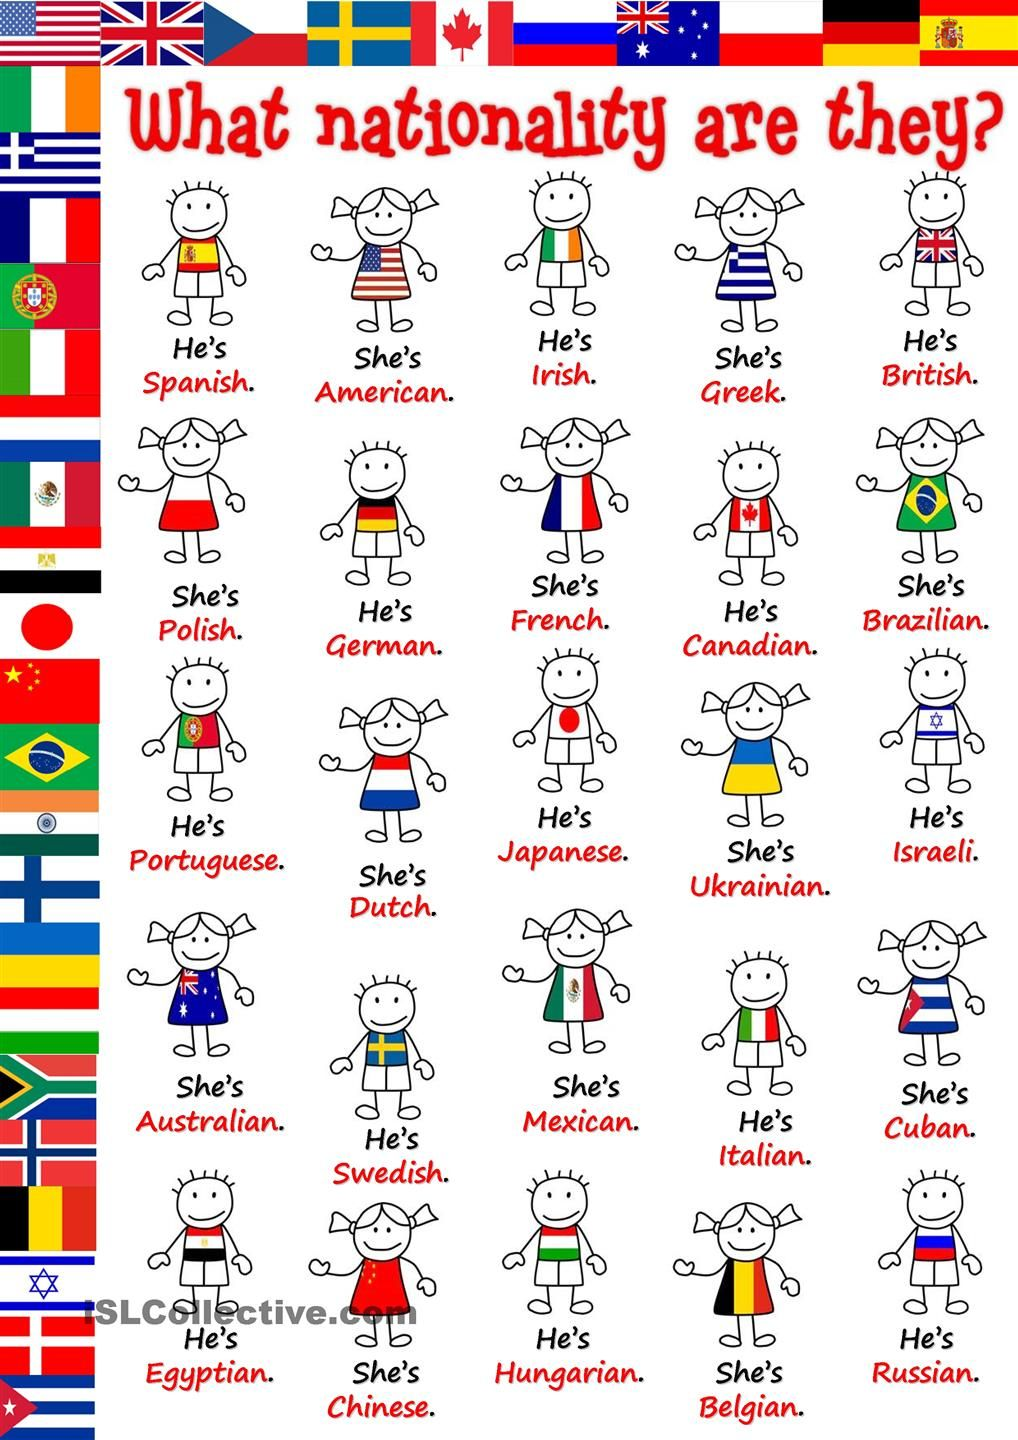 What nationality are they?
He's
Spanish.
She's
American.
He's
Irish.
She's
Greek.
He's
British.
She's
Polish.
He's
German.
She's
French.
He's
Canadian.
She's
Brazilian.
He's
Portuguese.
She's
Dutch.
He's
Japanese.
She's
Ukrainian.
He's
Israeli.
She's
Australian.
He's
Swedish.
She's
Mexican.
He's
Italian.
She's
Cuban.
iSLCollective.com
He's
Egyptian.
She's
Chinese.
He's
Hungarian.
She's
Belgian.
He's
Russian.